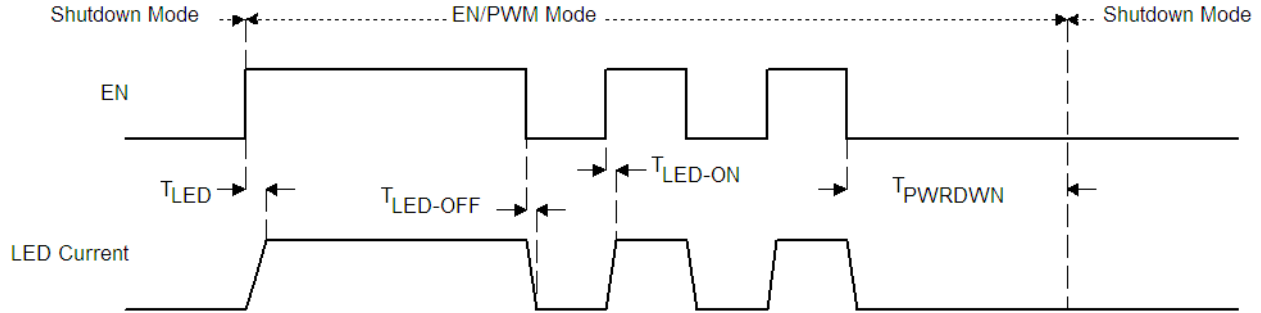 Shutdown Mode EN/PWM Mode Shutdown Mode
EN
TLED TLED-OFF TLED-ON TPWRDWN
LED Current